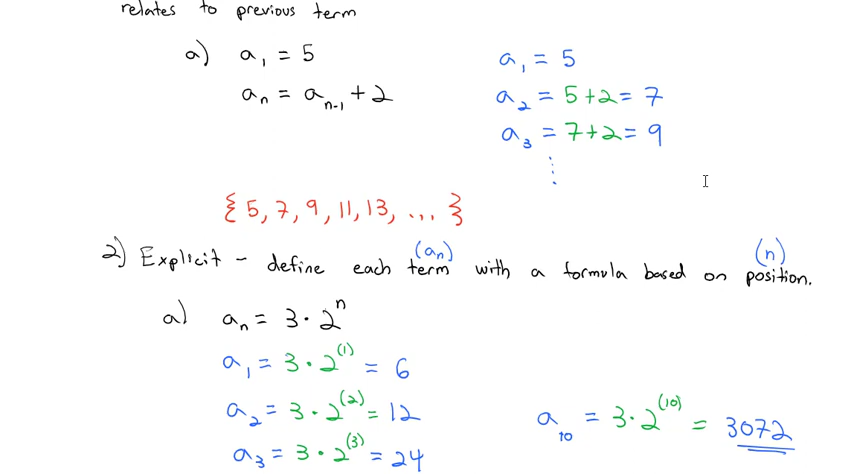 relates to previous term
a) a₁ = 5
aₙ = aₙ₋₁ + 2
a₁ = 5
a₂ = 5+2 = 7
a₃ = 7+2 = 9
⋮
{ 5, 7, 9, 11, 13, ... }
2) Explicit - define each term (aₙ) with a formula based on position. (n)
a) aₙ = 3 · 2ⁿ
a₁ = 3 · 2⁽¹⁾ = 6
a₂ = 3 · 2⁽²⁾ = 12
a₃ = 3 · 2⁽³⁾ = 24
a₁₀ = 3 · 2⁽¹⁰⁾ = 3072